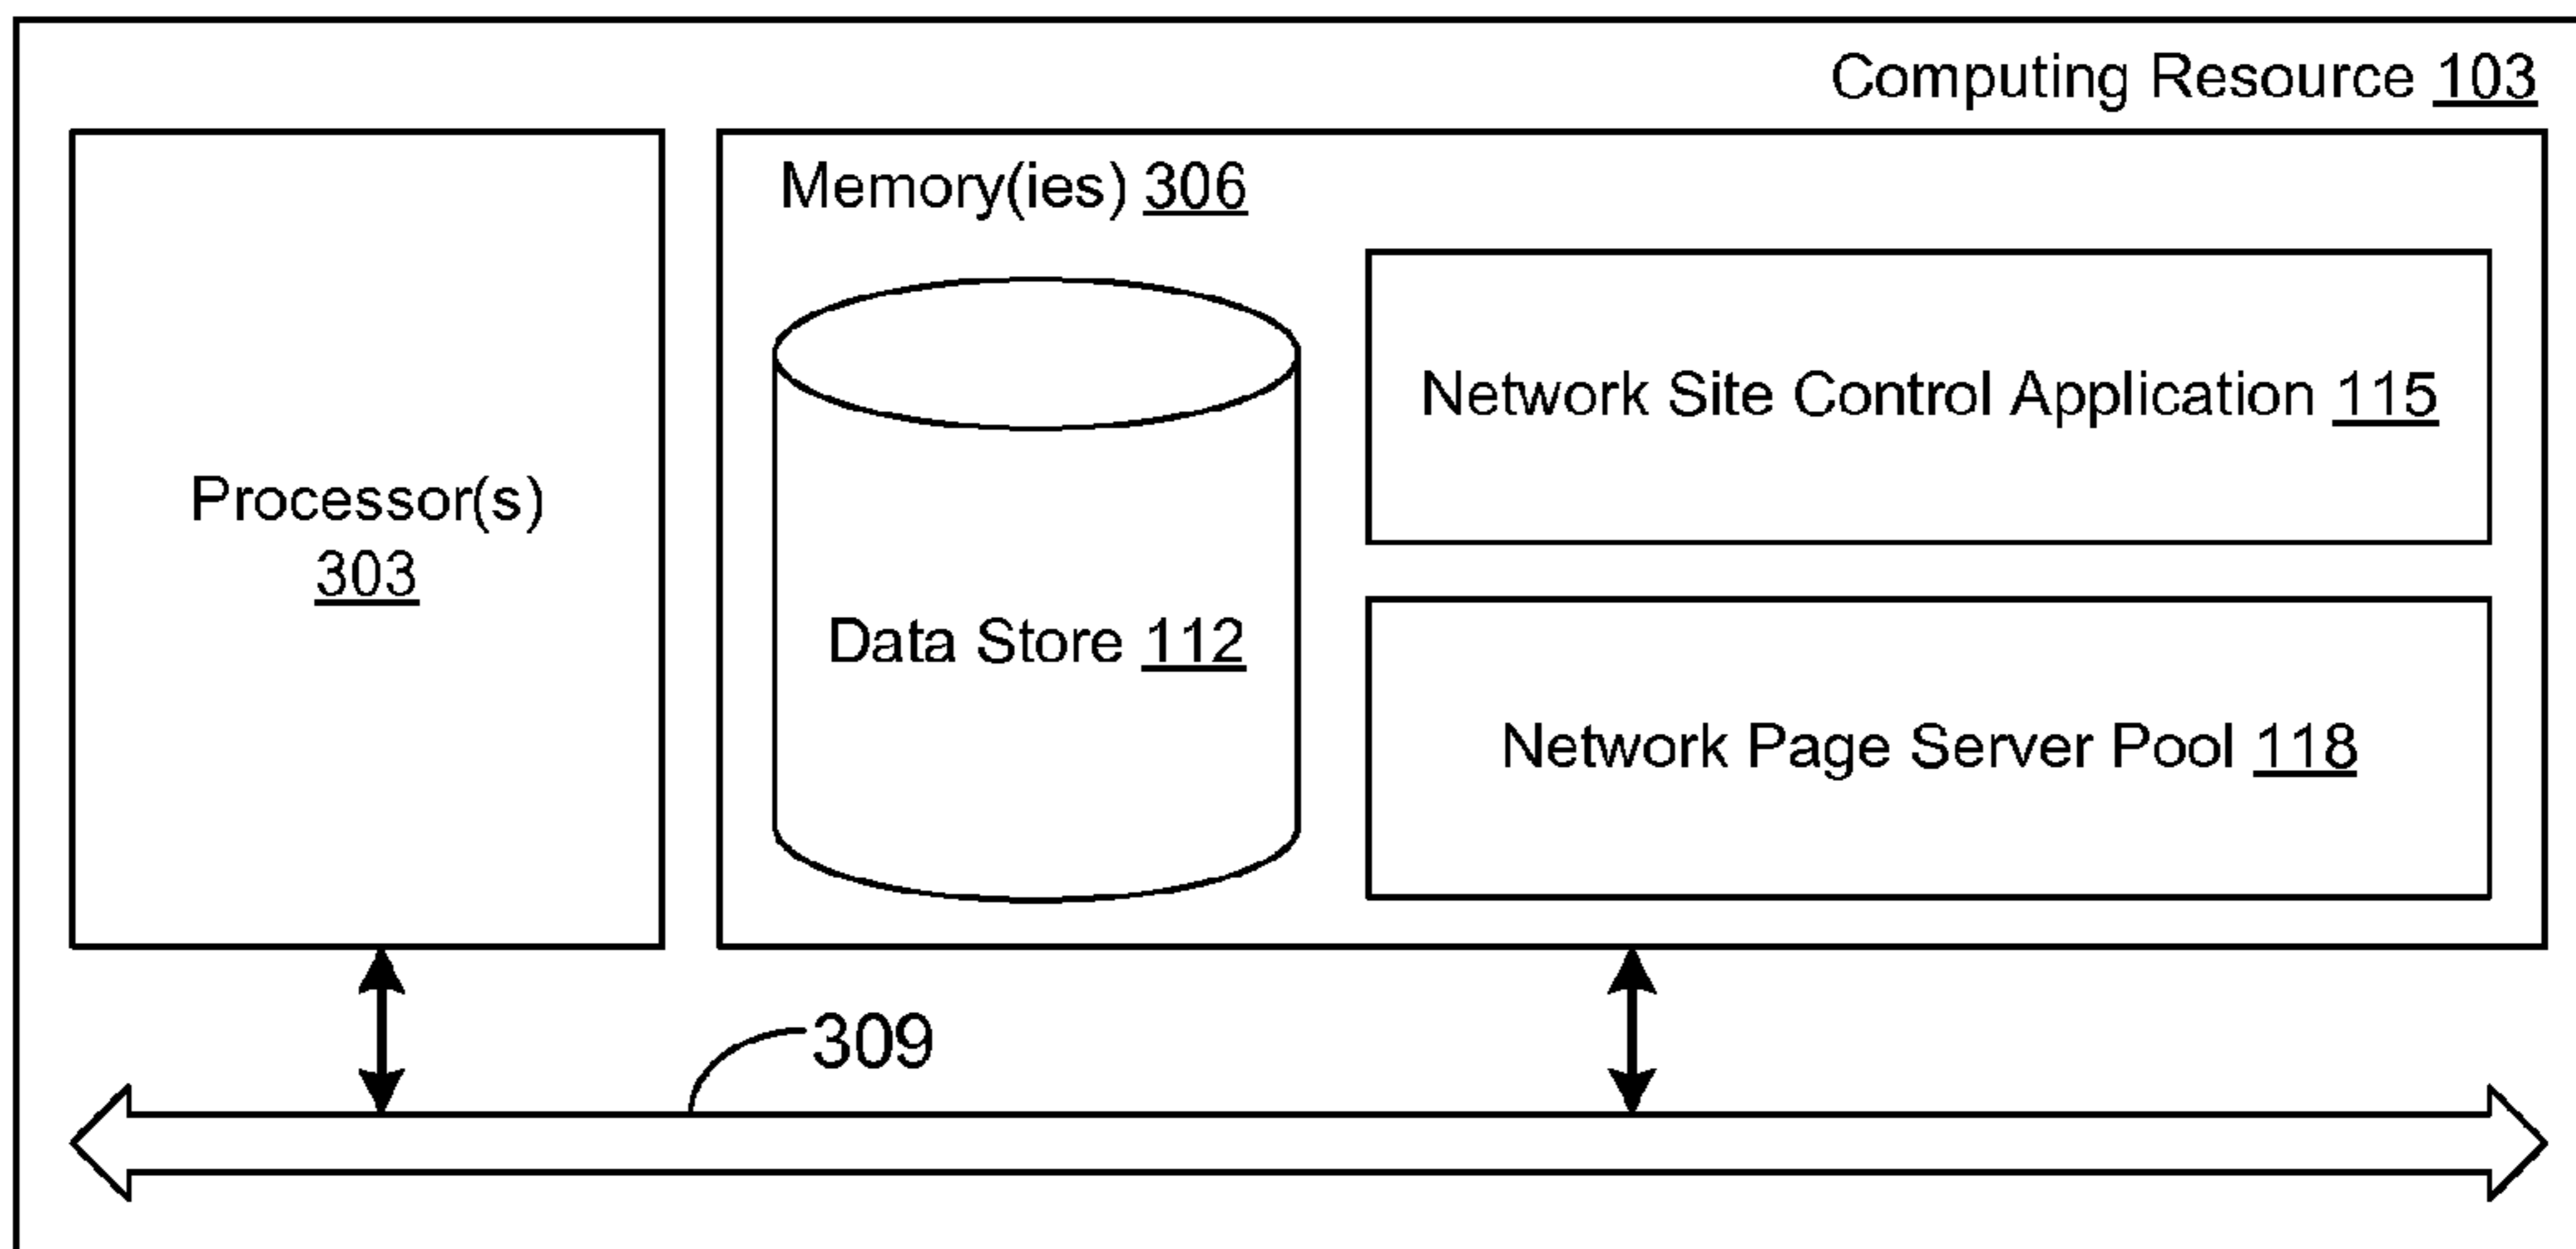 Computing Resource 103
Memory(ies) 306
Processor(s)
303
Data Store 112
Network Site Control Application 115
Network Page Server Pool 118
309